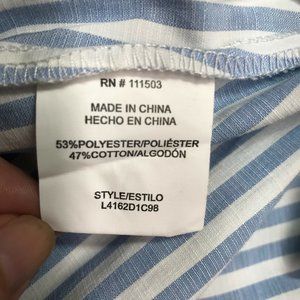 RN # 111503
MADE IN CHINA
HECHO EN CHINA
53%POLYESTER/POLIÉSTER
47%COTTON/ALGODÓN
STYLE/ESTILO
L4162D1C98